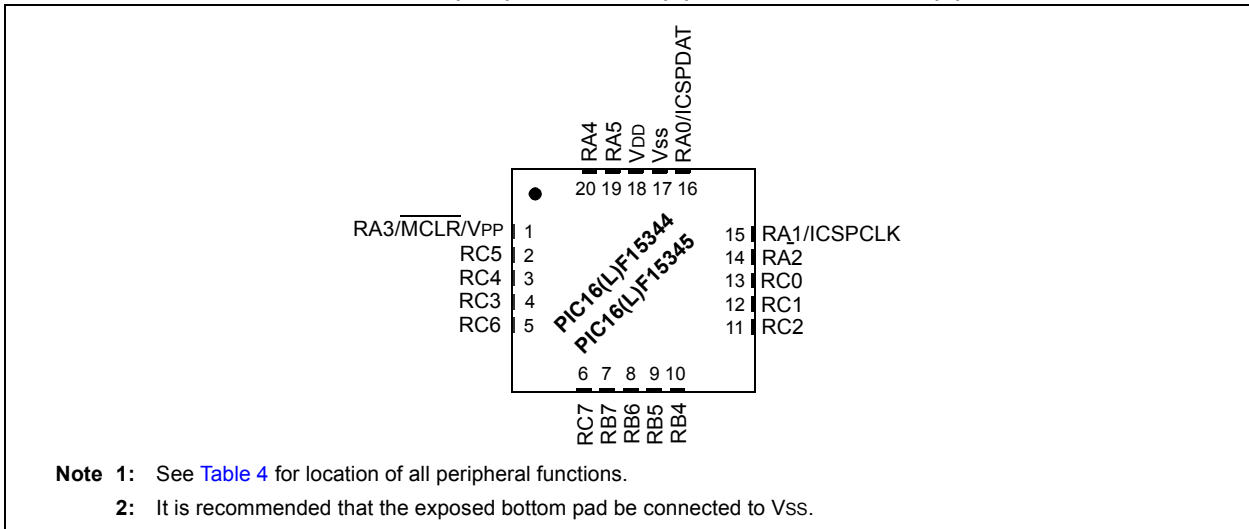 RA4
RA5
VDD
Vss
RA0/ICSPDAT
20 19 18 17 16
RA3/MCLR/VPP 1
RC5 2
RC4 3
RC3 4
RC6 5
PIC16(L)F15344
PIC16(L)F15345
15 RA1/ICSPCLK
14 RA2
13 RC0
12 RC1
11 RC2
6 7 8 9 10
RC7
RB7
RB6
RB5
RB4
Note 1: See Table 4 for location of all peripheral functions.
2: It is recommended that the exposed bottom pad be connected to VSS.